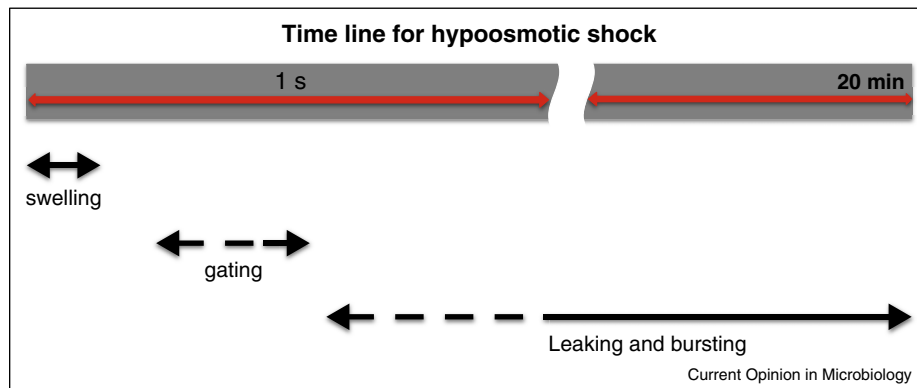 Time line for hypoosmotic shock
1 s
20 min
swelling
gating
Leaking and bursting
Current Opinion in Microbiology